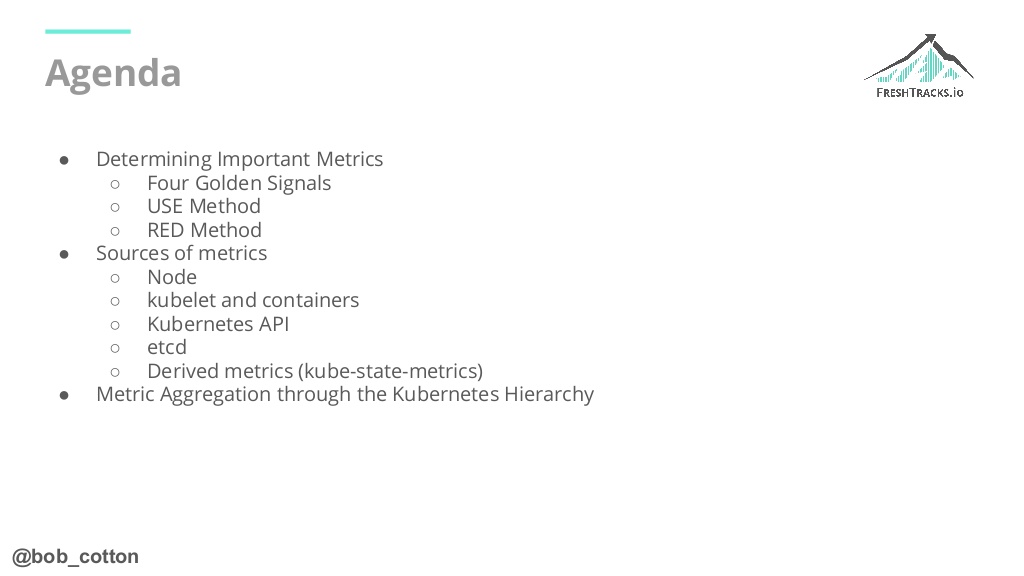 Agenda
FRESHTRACKS.io
● Determining Important Metrics
○ Four Golden Signals
○ USE Method
○ RED Method
● Sources of metrics
○ Node
○ kubelet and containers
○ Kubernetes API
○ etcd
○ Derived metrics (kube-state-metrics)
● Metric Aggregation through the Kubernetes Hierarchy
@bob_cotton